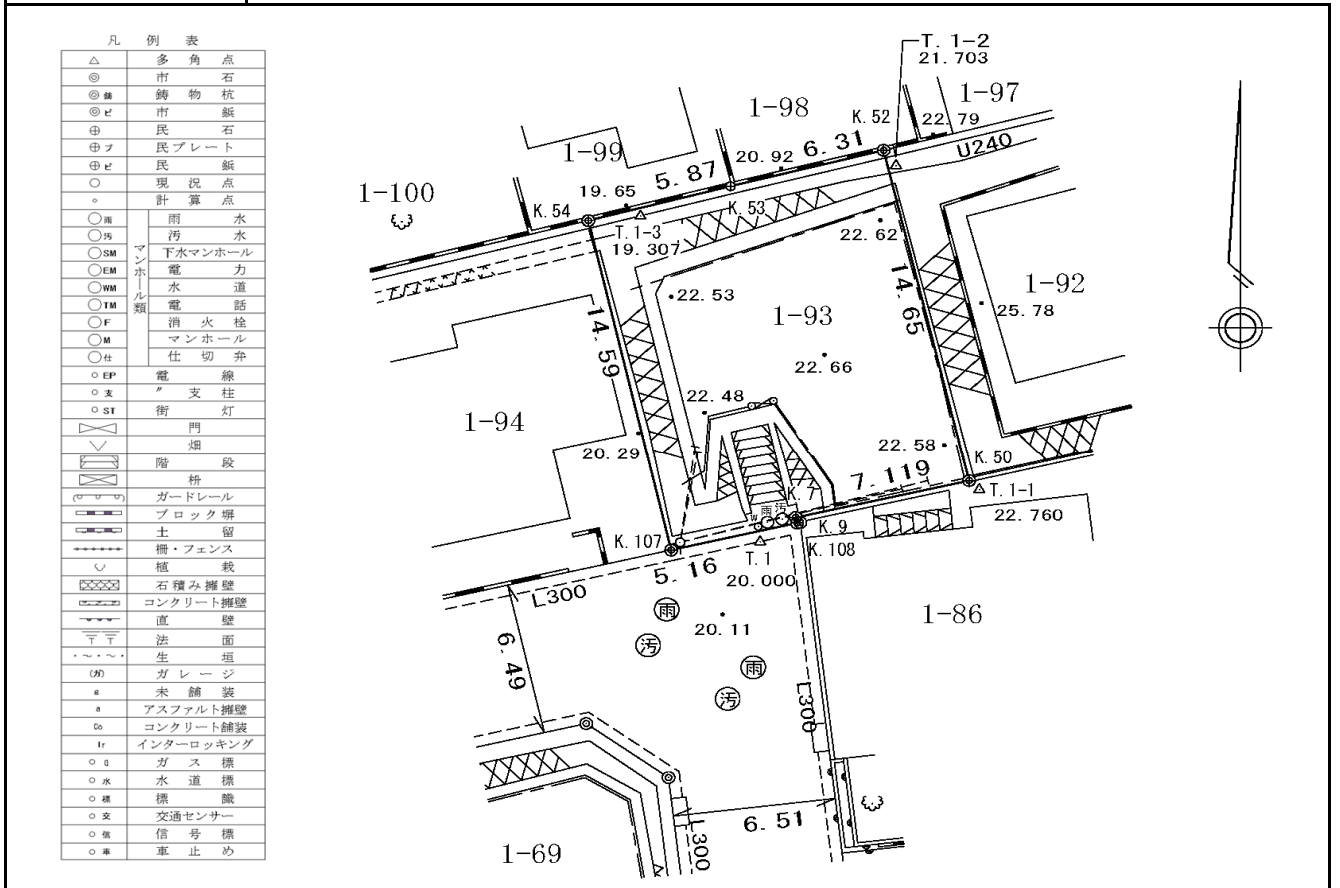 凡 例 表
△ 多角点
◎ 市石
◎鋳 鋳物杭
◎ピ 市鋲
⊕ 民石
⊕プ 民プレート
⊕ピ 民鋲
○ 現況点
○ 計算点
マンホール類
○雨 雨水
○汚 汚水
○SM 下水マンホール
○EM 電力
○WM 水道
○TM 電話
○F 消火栓
○M マンホール
○仕 仕切弁
○EP 電線
○支 〃支柱
○ST 街灯
門
畑
階段
枡
ガードレール
ブロック塀
土留
柵・フェンス
植栽
石積み擁壁
コンクリート擁壁
直壁
法面
生垣
(ガ) ガレージ
未舗装
a アスファルト擁壁
Co コンクリート舗装
Ir インターロッキング
○G ガス標
○水 水道標
○標 標識
○交 交通センサー
○信 信号標
○車 車止め
T. 1-2
21. 703
1-97
1-98
K. 52
22. 79
6. 31
U240
1-99
20. 92
5. 87
1-100
19. 65
K. 54
K. 53
T. 1-3
19. 307
22. 62
22. 53
14. 65
1-92
25. 78
1-93
14. 59
22. 66
22. 48
1-94
20. 29
22. 58
K. 50
7. 119
T. 1-1
22. 760
K. 7
W 雨 汚
K. 9
K. 107
K. 108
T. 1
5. 16
20. 000
L300
雨
20. 11
1-86
汚
6. 49
雨
汚
L300
6. 51
L300
1-69